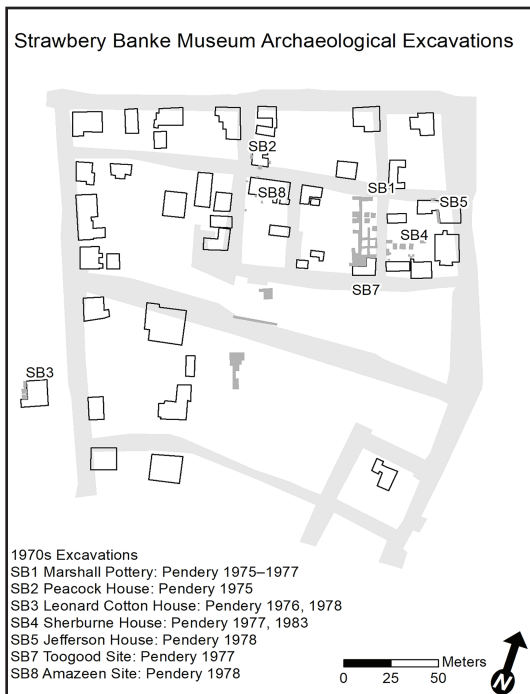 Strawbery Banke Museum Archaeological Excavations
SB2
SB8
SB1
SB5
SB4
SB7
SB3
1970s Excavations
SB1 Marshall Pottery: Pendery 1975–1977
SB2 Peacock House: Pendery 1975
SB3 Leonard Cotton House: Pendery 1976, 1978
SB4 Sherburne House: Pendery 1977, 1983
SB5 Jefferson House: Pendery 1978
SB7 Toogood Site: Pendery 1977
SB8 Amazeen Site: Pendery 1978
Meters
0 25 50
N